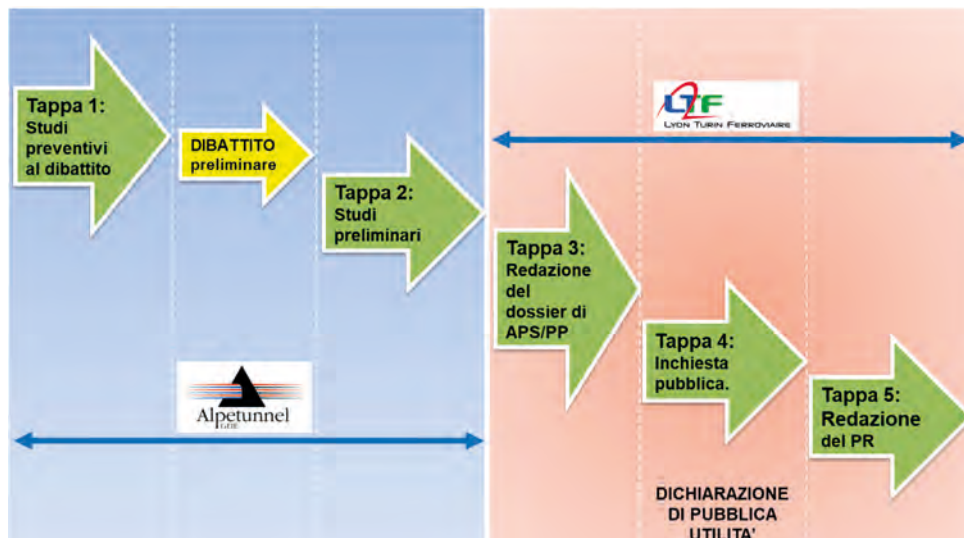 Tappa 1:
Studi
preventivi
al dibattito
DIBATTITO
preliminare
Tappa 2:
Studi
preliminari
LTF
LYON TURIN FERROVIAIRE
Tappa 3:
Redazione
del
dossier di
APS/PP
Tappa 4:
Inchiesta
pubblica.
Tappa 5:
Redazione
del PR
Alpetunnel
DICHIARAZIONE
DI PUBBLICA
UTILITA'